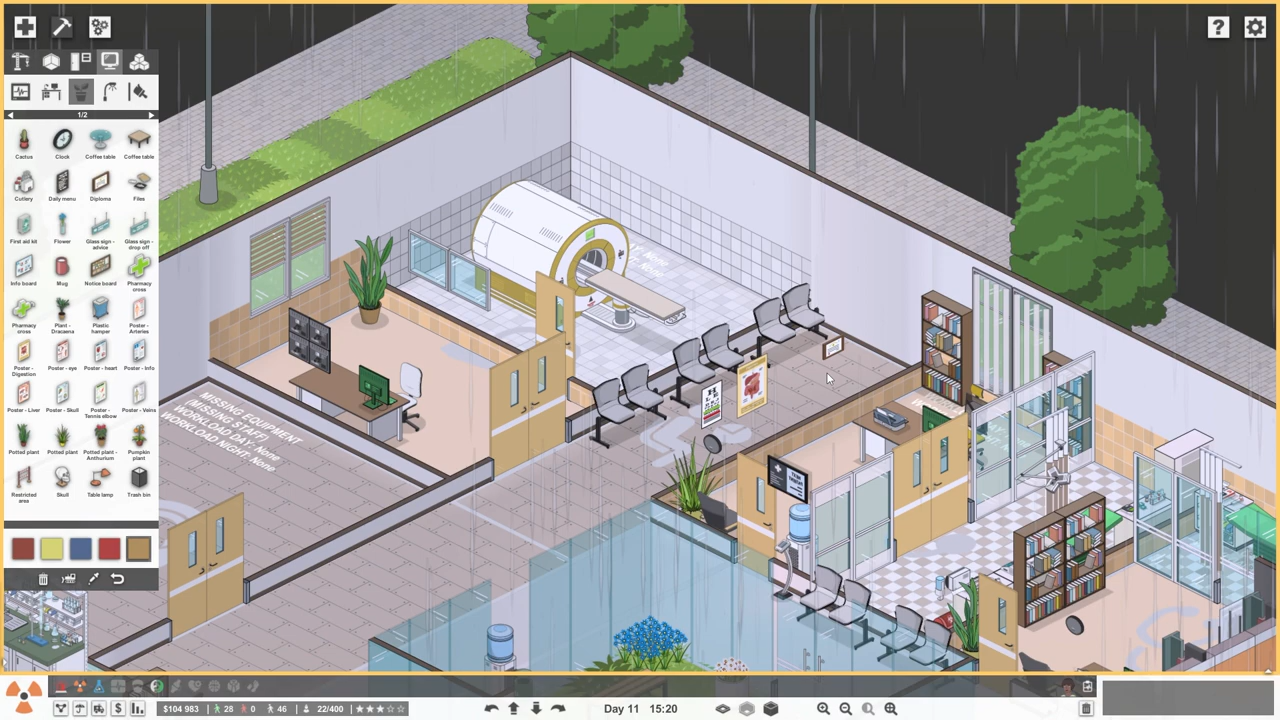 ?
1/2
Cactus
Clock
Coffee table
Coffee table
Cutlery
Daily menu
Diploma
Files
First aid kit
Flower
Glass sign - advice
Glass sign - drop off
Info board
Mug
Notice board
Pharmacy cross
Pharmacy cross
Plant - Dracaena
Plastic hamper
Poster - Arteries
Poster - Digestion
Poster - eye
Poster - heart
Poster - Info
Poster - Liver
Poster - Skull
Poster - Tennis elbow
Poster - Veins
Potted plant
Potted plant
Potted plant - Anthurium
Pumpkin plant
Restricted area
Skull
Table lamp
Trash bin
MISSING EQUIPMENT
(MISSING STAFF)
WORKLOAD DAY: None
WORKLOAD NIGHT: None
None
None
$104 983
28
0
46
22/400
Day 11 15:20